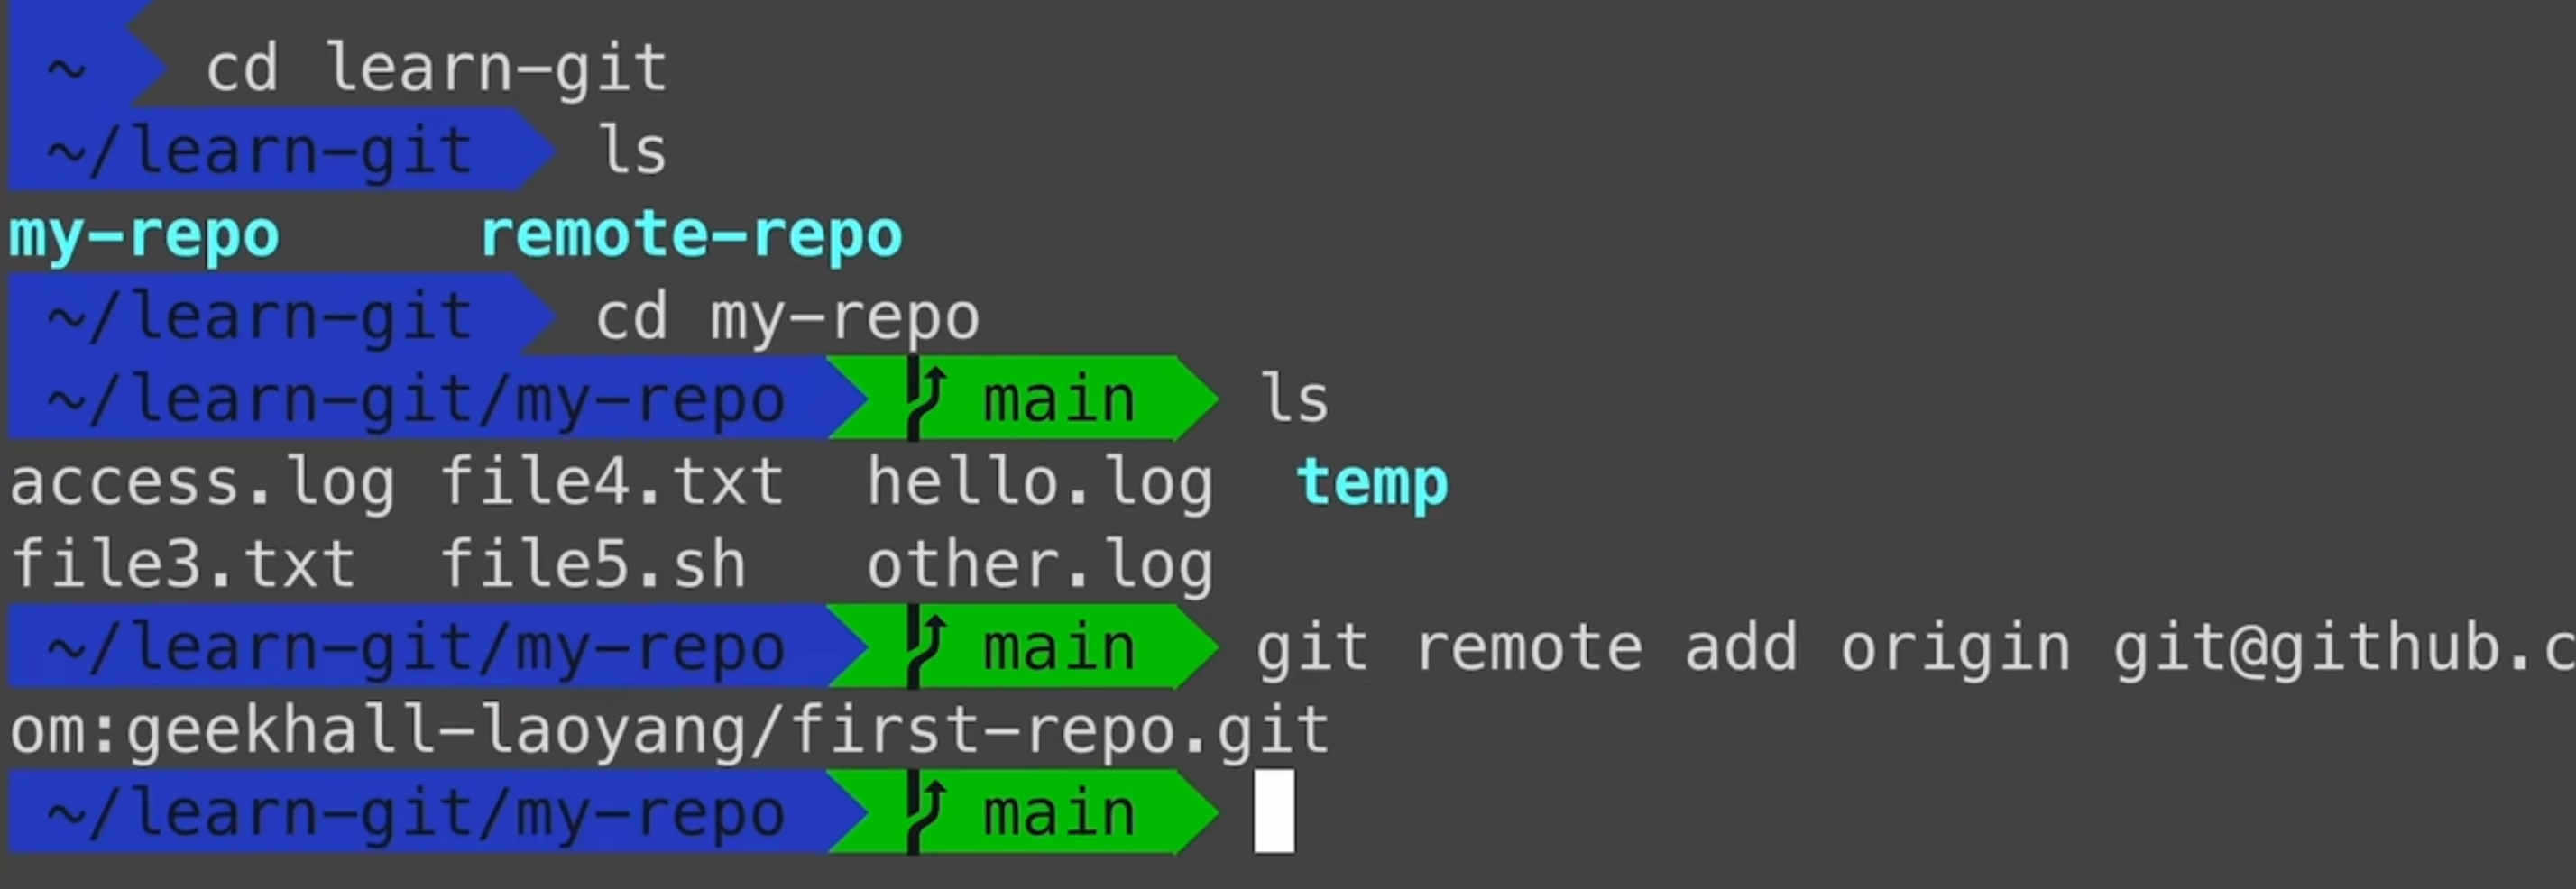 ~ cd learn-git
~/learn-git ls
my-repo remote-repo
~/learn-git cd my-repo
~/learn-git/my-repo main ls
access.log file4.txt hello.log temp
file3.txt file5.sh other.log
~/learn-git/my-repo main git remote add origin git@github.c
om:geekhall-laoyang/first-repo.git
~/learn-git/my-repo main